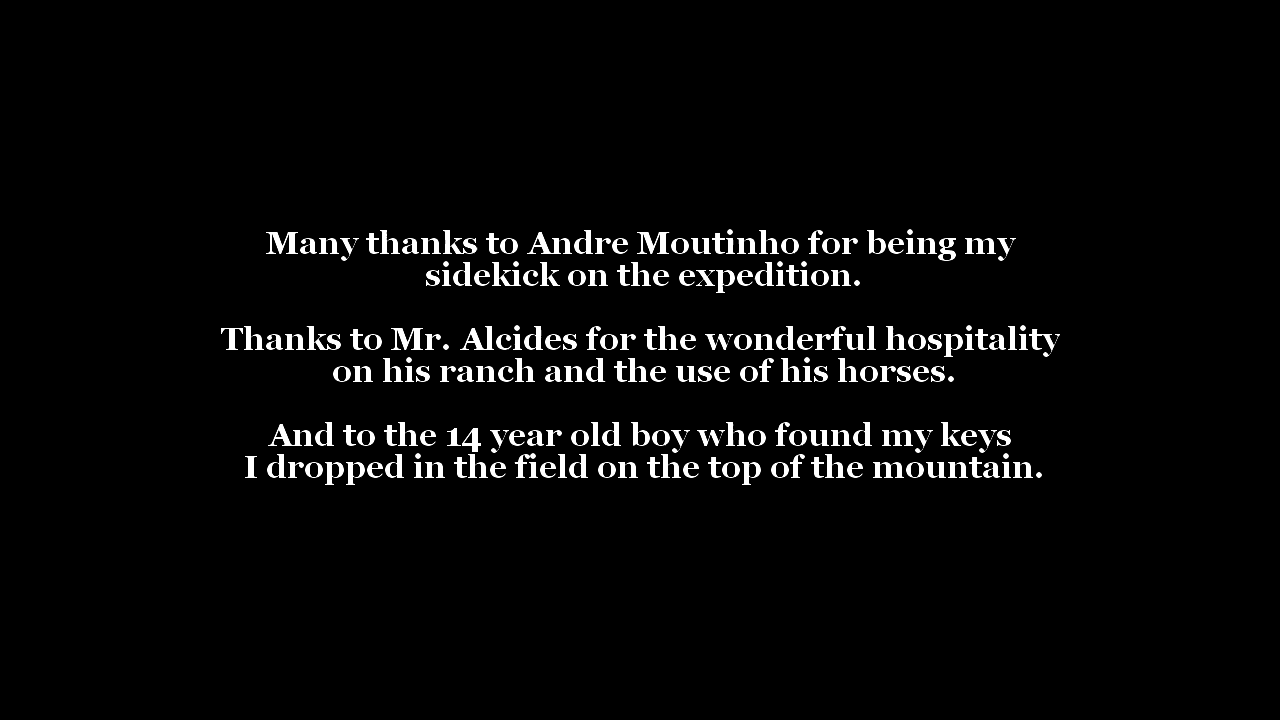 Many thanks to Andre Moutinho for being my
sidekick on the expedition.
Thanks to Mr. Alcides for the wonderful hospitality
on his ranch and the use of his horses.
And to the 14 year old boy who found my keys
I dropped in the field on the top of the mountain.